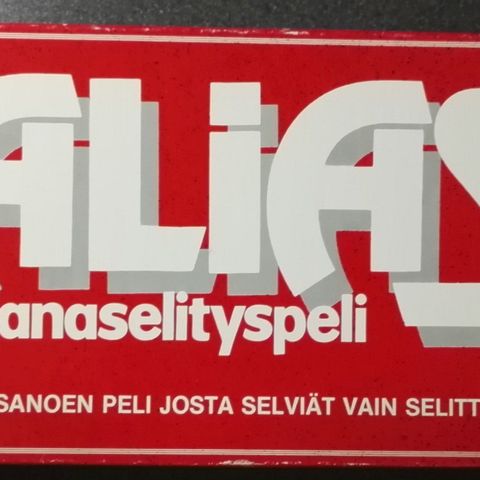 ALiAS
anaselityspeli
SANOEN PELI JOSTA SELVIÄT VAIN SELITT